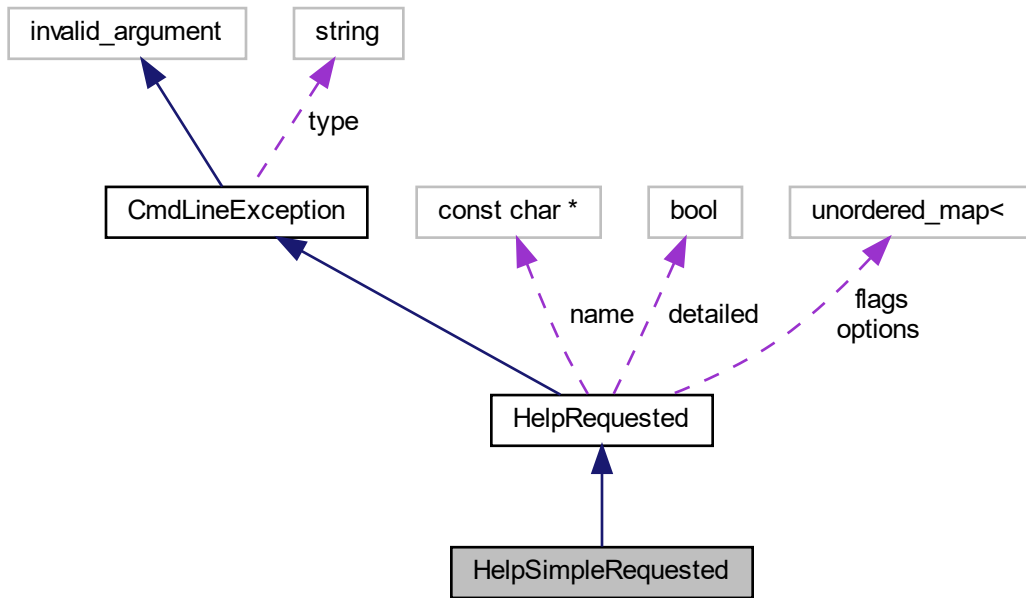 invalid_argument
string
type
CmdLineException
const char *
bool
unordered_map<
name
detailed
flags
options
HelpRequested
HelpSimpleRequested